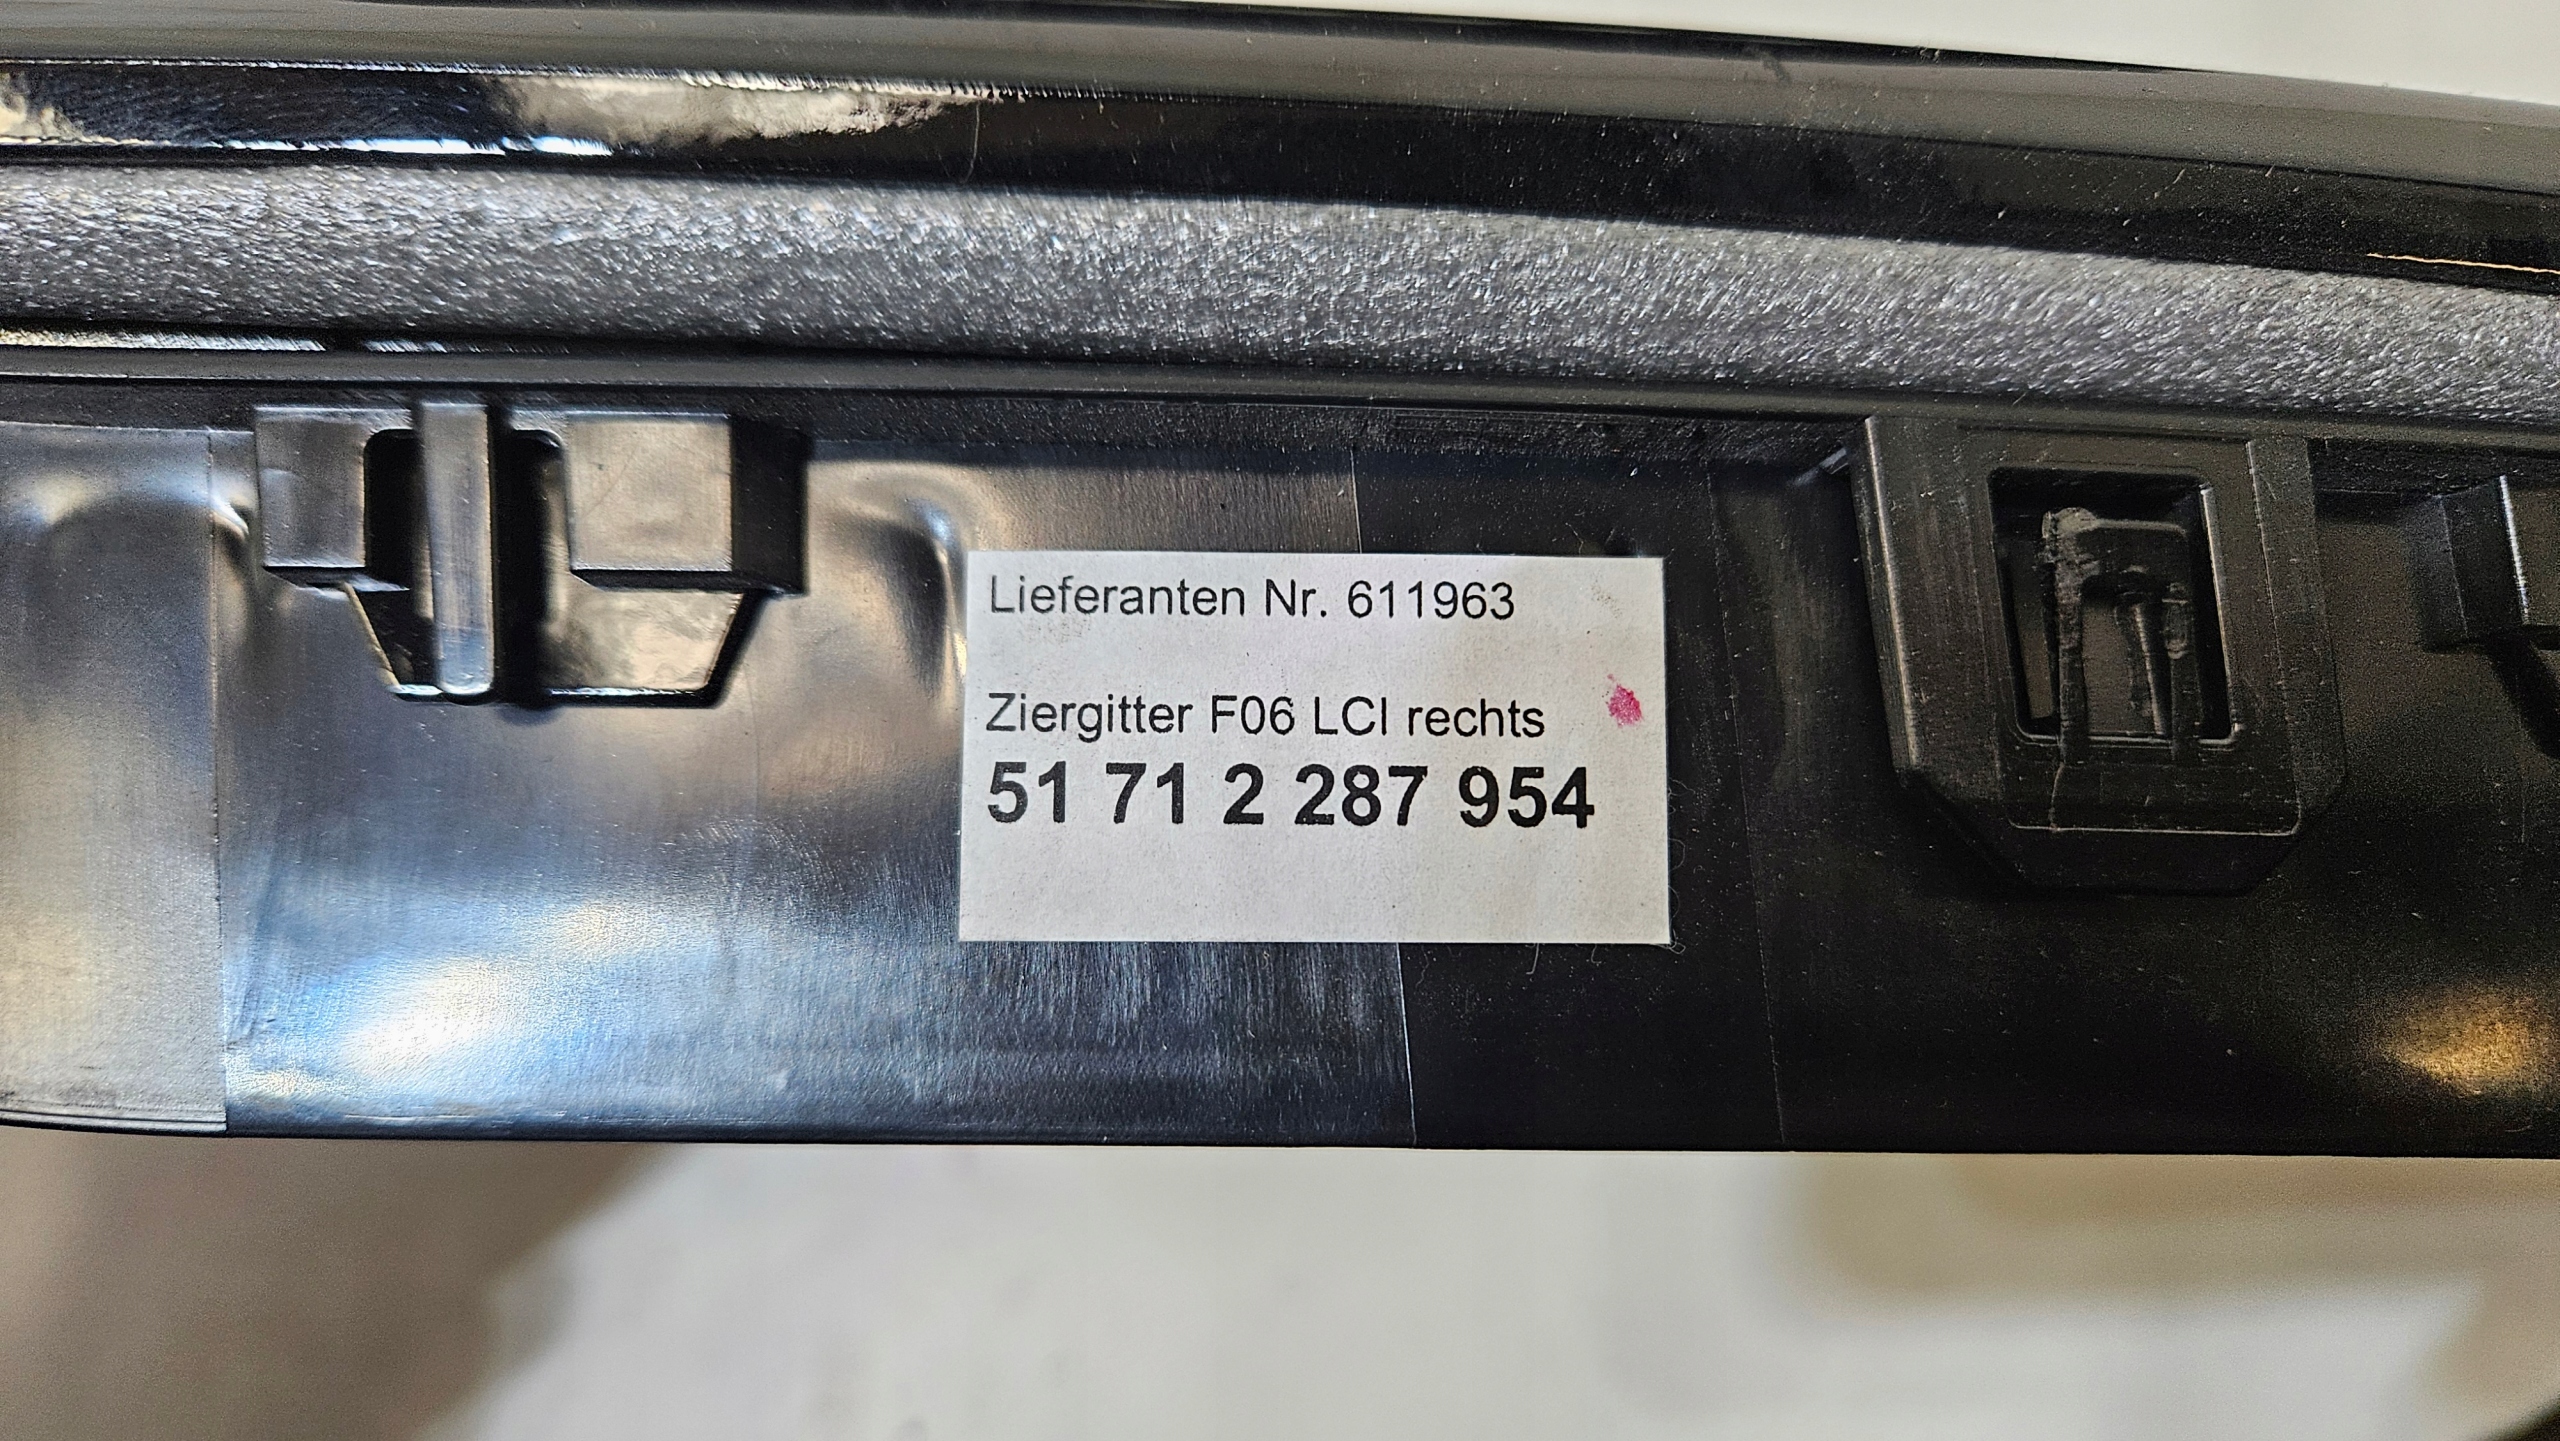 Lieferanten Nr. 611963
Ziergitter F06 LCI rechts
51 71 2 287 954